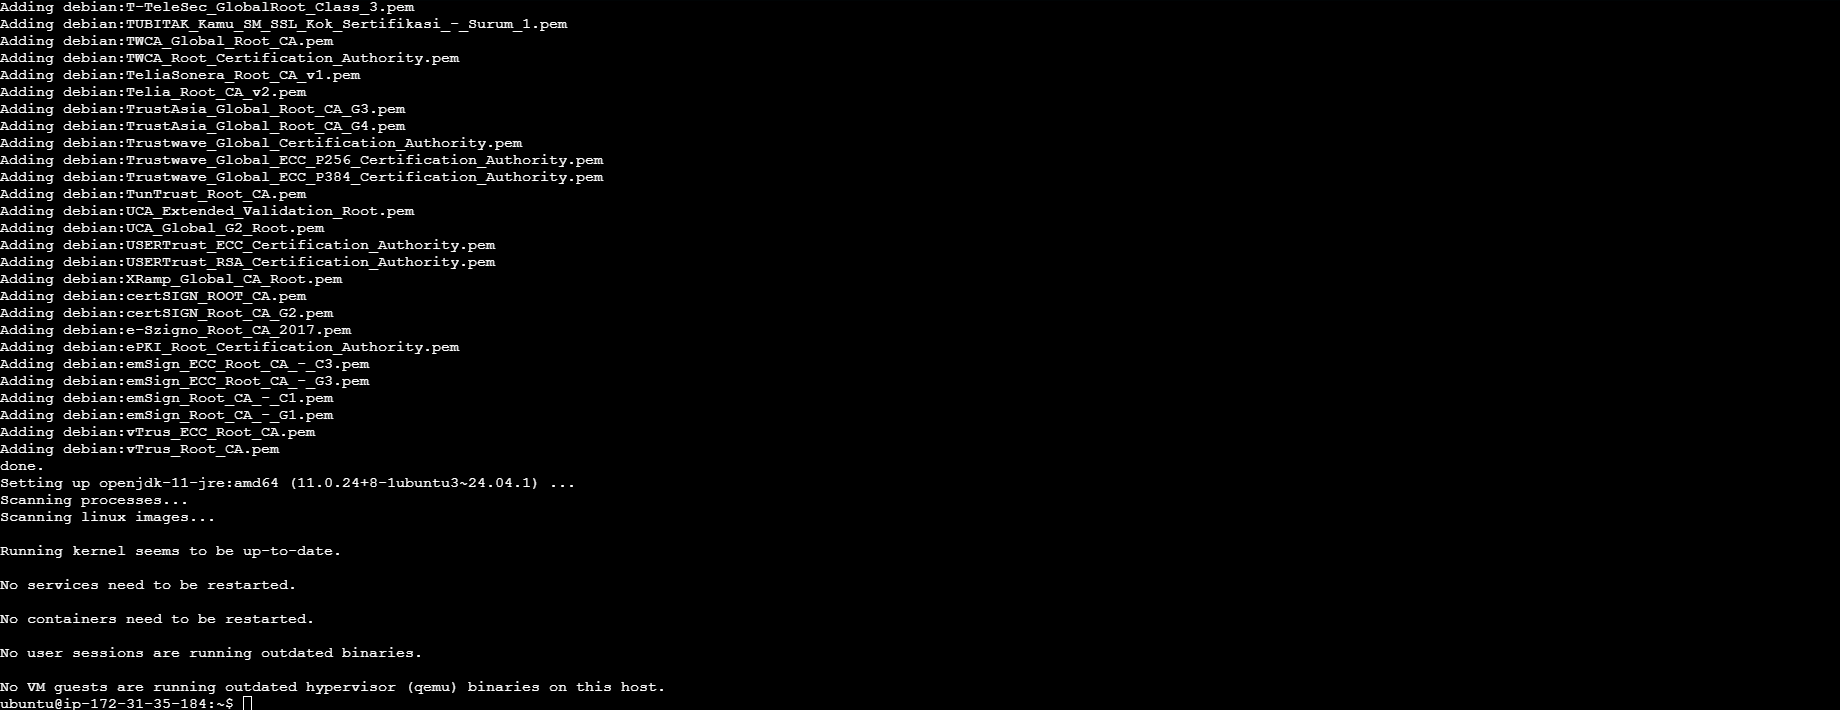 Adding debian:T-TeleSec_GlobalRoot_Class_3.pem
Adding debian:TUBITAK_Kamu_SM_SSL_Kok_Sertifikasi_-_Surum_1.pem
Adding debian:TWCA_Global_Root_CA.pem
Adding debian:TWCA_Root_Certification_Authority.pem
Adding debian:TeliaSonera_Root_CA_v1.pem
Adding debian:Telia_Root_CA_v2.pem
Adding debian:TrustAsia_Global_Root_CA_G3.pem
Adding debian:TrustAsia_Global_Root_CA_G4.pem
Adding debian:Trustwave_Global_Certification_Authority.pem
Adding debian:Trustwave_Global_ECC_P256_Certification_Authority.pem
Adding debian:Trustwave_Global_ECC_P384_Certification_Authority.pem
Adding debian:TunTrust_Root_CA.pem
Adding debian:UCA_Extended_Validation_Root.pem
Adding debian:UCA_Global_G2_Root.pem
Adding debian:USERTrust_ECC_Certification_Authority.pem
Adding debian:USERTrust_RSA_Certification_Authority.pem
Adding debian:XRamp_Global_CA_Root.pem
Adding debian:certSIGN_ROOT_CA.pem
Adding debian:certSIGN_Root_CA_G2.pem
Adding debian:e-Szigno_Root_CA_2017.pem
Adding debian:ePKI_Root_Certification_Authority.pem
Adding debian:emSign_ECC_Root_CA_-_C3.pem
Adding debian:emSign_ECC_Root_CA_-_G3.pem
Adding debian:emSign_Root_CA_-_C1.pem
Adding debian:emSign_Root_CA_-_G1.pem
Adding debian:vTrus_ECC_Root_CA.pem
Adding debian:vTrus_Root_CA.pem
done.
Setting up openjdk-11-jre:amd64 (11.0.24+8-1ubuntu3~24.04.1) ...
Scanning processes...
Scanning linux images...
Running kernel seems to be up-to-date.
No services need to be restarted.
No containers need to be restarted.
No user sessions are running outdated binaries.
No VM guests are running outdated hypervisor (qemu) binaries on this host.
ubuntu@ip-172-31-35-184:~$